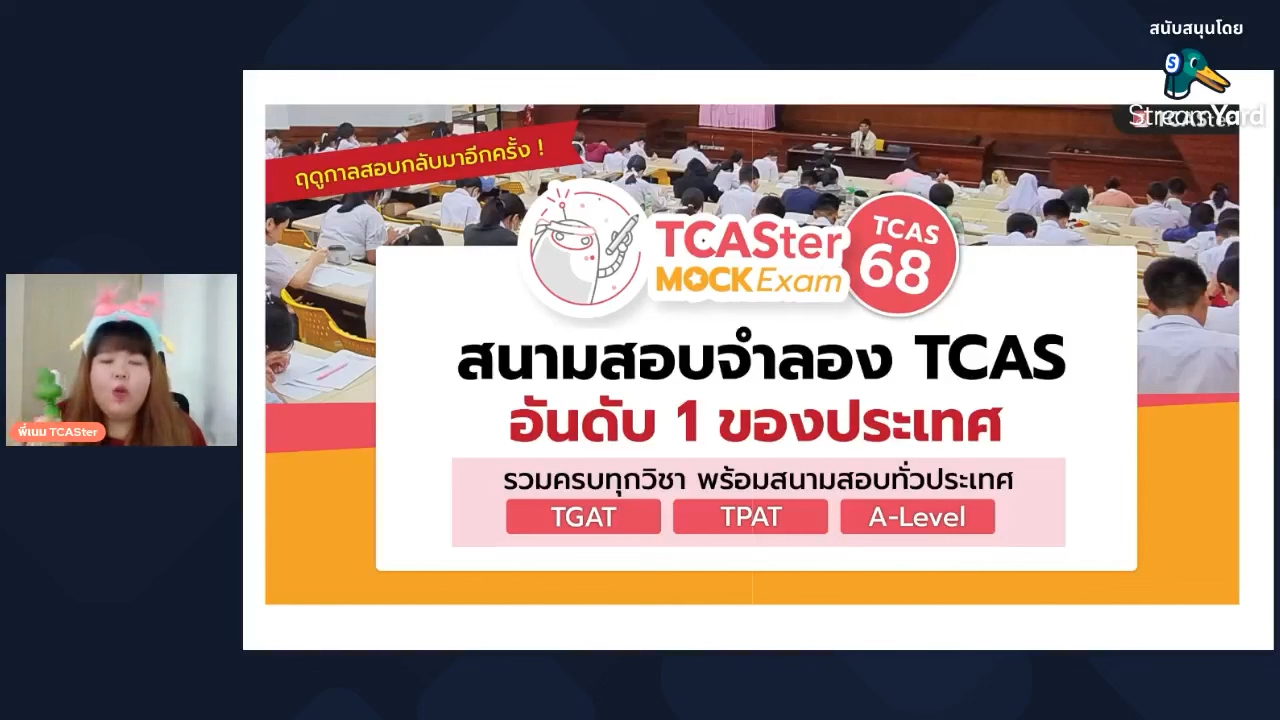 สนับสนุนโดย
StreamYard
ฤดูกาลสอบกลับมาอีกครั้ง !
TCASter
MOCK Exam
TCAS
68
สนามสอบจำลอง TCAS
อันดับ 1 ของประเทศ
รวมครบทุกวิชา พร้อมสนามสอบทั่วประเทศ
TGAT TPAT A-Level
พี่เมม TCASter